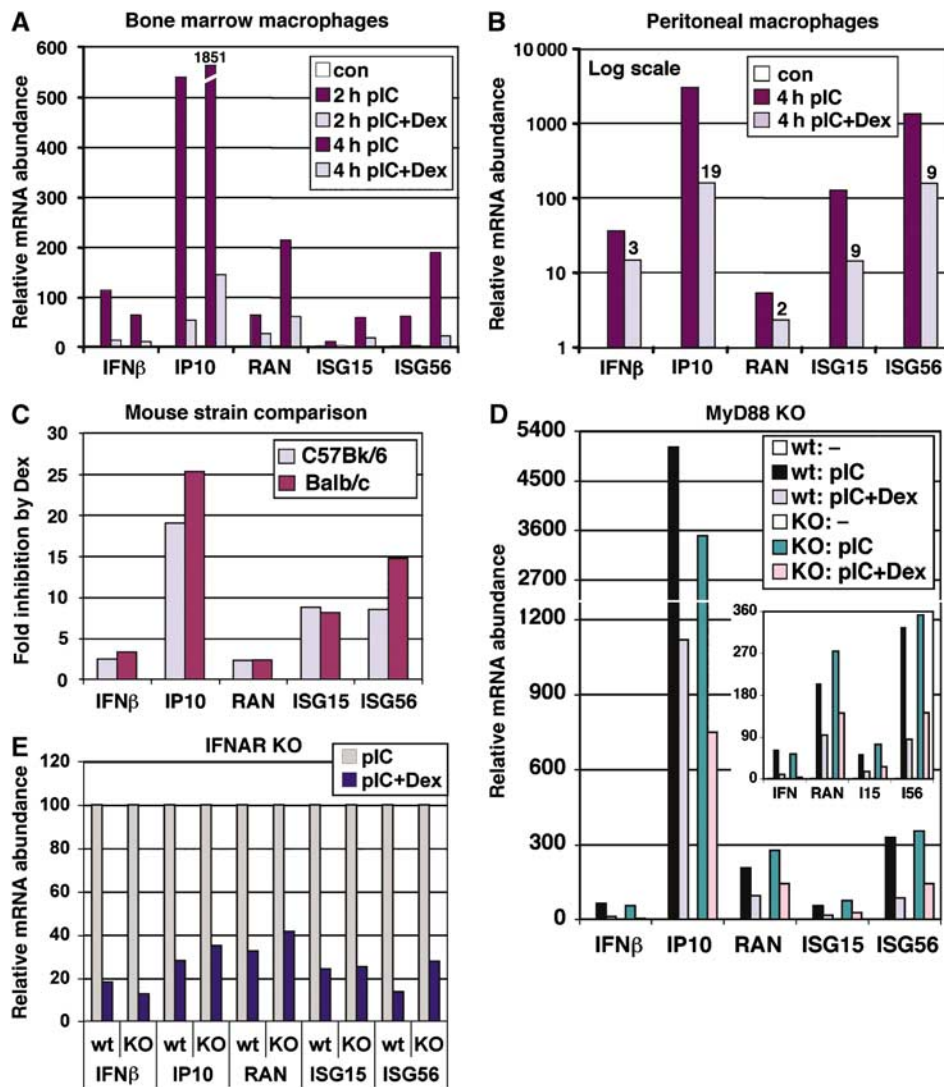 A
Bone marrow macrophages
Relative mRNA abundance
600
500
400
300
200
100
0
1851
con
2 h pIC
2 h pIC+Dex
4 h pIC
4 h pIC+Dex
IFNβ IP10 RAN ISG15 ISG56
B
Peritoneal macrophages
Relative mRNA abundance
10 000
1000
100
10
1
Log scale
con
4 h pIC
4 h pIC+Dex
3
19
2
9
9
IFNβ IP10 RAN ISG15 ISG56
C
Mouse strain comparison
Fold inhibition by Dex
30
25
20
15
10
5
0
C57Bk/6
Balb/c
IFNβ IP10 RAN ISG15 ISG56
D
MyD88 KO
Relative mRNA abundance
5400
4500
3600
2700
1200
900
600
300
0
wt: –
wt: pIC
wt: pIC+Dex
KO: –
KO: pIC
KO: pIC+Dex
360
270
180
90
0
IFN RAN I15 I56
IFNβ IP10 RAN ISG15 ISG56
E
IFNAR KO
Relative mRNA abundance E
120
100
80
60
40
20
0
pIC
pIC+Dex
wt KO wt KO wt KO wt KO wt KO
IFNβ IP10 RAN ISG15 ISG56